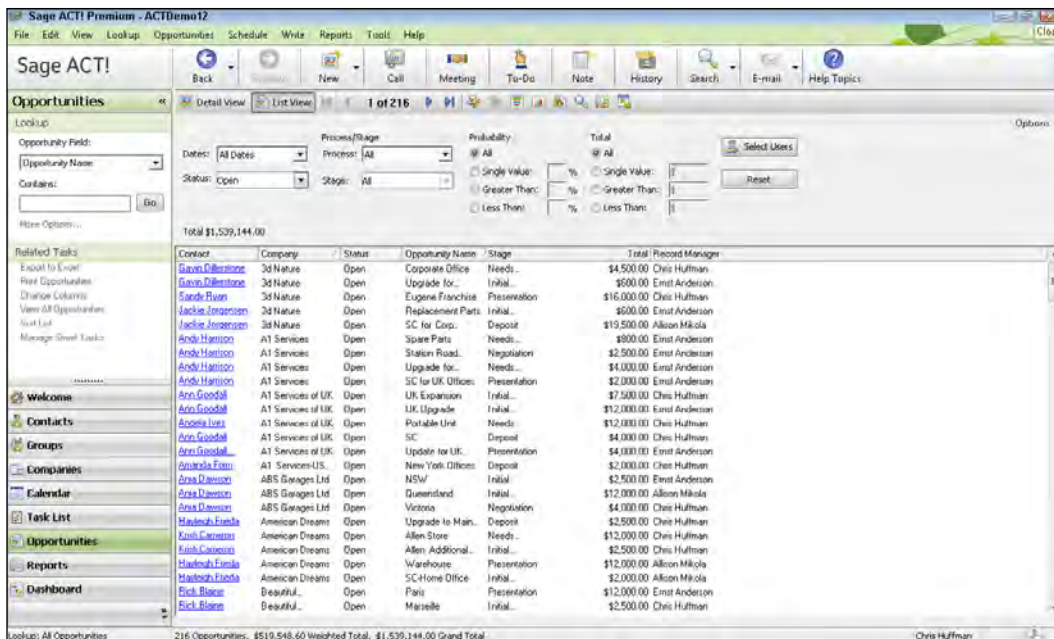 Sage ACT! Premium - ACTDemo12
File Edit View Lookup Opportunities Schedule Write Reports Tools Help
Sage ACT!
Back New Call Meeting To-Do Note History Search E-mail Help Topics
Opportunities
Detail View List View 1 of 216
Lookup
Options
Opportunity Field:
Opportunity Name
Contains:
Go
More Options...
Process/Stage Probability Total
Dates: All Dates Process: All All All Select Users
Status: Open Stage: All Single Value: % Single Value: Reset
Greater Than: % Greater Than:
Less Than: % Less Than:
Total $1,539,144.00
Related Tasks
Export to Excel
Print Opportunities
Change Columns
View All Opportunities
Sort List
Manage Smart Tasks
Contact Company Status Opportunity Name Stage Total Record Manager
Gavin Dillenstone 3d Nature Open Corporate Office Needs... $4,500.00 Chris Huffman
Gavin Dillenstone 3d Nature Open Upgrade for... Initial... $600.00 Ernst Anderson
Sandy Ryan 3d Nature Open Eugene Franchise Presentation $16,000.00 Chris Huffman
Jackie Jorgensen 3d Nature Open Replacement Parts Initial... $600.00 Ernst Anderson
Jackie Jorgensen 3d Nature Open SC for Corp.. Deposit $19,500.00 Allison Mikola
Andy Harrison A1 Services Open Spare Parts Needs... $800.00 Ernst Anderson
Andy Harrison A1 Services Open Station Road.. Negotiation $2,500.00 Ernst Anderson
Andy Harrison A1 Services Open Upgrade for... Needs... $4,000.00 Ernst Anderson
Andy Harrison A1 Services Open SC for UK Offices Presentation $2,000.00 Ernst Anderson
Ann Goodall A1 Services of UK Open UK Expansion Initial... $7,500.00 Chris Huffman
Ann Goodall A1 Services of UK Open UK Upgrade Initial... $12,000.00 Ernst Anderson
Angela Ives A1 Services of UK Open Portable Unit Needs $12,000.00 Chris Huffman
Ann Goodall A1 Services of UK Open SC Deposit $4,000.00 Chris Huffman
Ann Goodall A1 Services of UK Open Update for UK.. Presentation $4,000.00 Ernst Anderson
Amanda Fonn A1 Services-US.. Open New York Offices Deposit $2,000.00 Chris Huffman
Ania Dawson ABS Garages Ltd Open NSW Initial $2,500.00 Ernst Anderson
Ania Dawson ABS Garages Ltd Open Queensland Initial... $12,000.00 Allison Mikola
Ania Dawson ABS Garages Ltd Open Victoria Negotiation $4,000.00 Chris Huffman
Hayleigh Frieda American Dreams Open Upgrade to Main.. Deposit $2,500.00 Chris Huffman
Kristi Cameron American Dreams Open Allen Store Needs... $12,000.00 Chris Huffman
Kristi Cameron American Dreams Open Allen Additional.. Initial... $2,500.00 Chris Huffman
Hayleigh Frieda American Dreams Open Warehouse Presentation $12,000.00 Allison Mikola
Hayleigh Frieda American Dreams Open SC-Home Office Initial... $2,000.00 Allison Mikola
Rick Blaine Beautiful.. Open Paris Presentation $12,000.00 Ernst Anderson
Rick Blaine Beautiful.. Open Marseille Initial... $2,500.00 Chris Huffman
Welcome
Contacts
Groups
Companies
Calendar
Task List
Opportunities
Reports
Dashboard
Lookup: All Opportunities 216 Opportunities, $519,548.60 Weighted Total, $1,539,144.00 Grand Total Chris Huffman